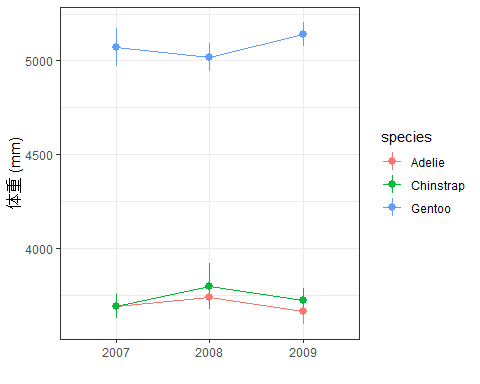 5000
4500
4000
体重 (mm)
2007
2008
2009
species
Adelie
Chinstrap
Gentoo